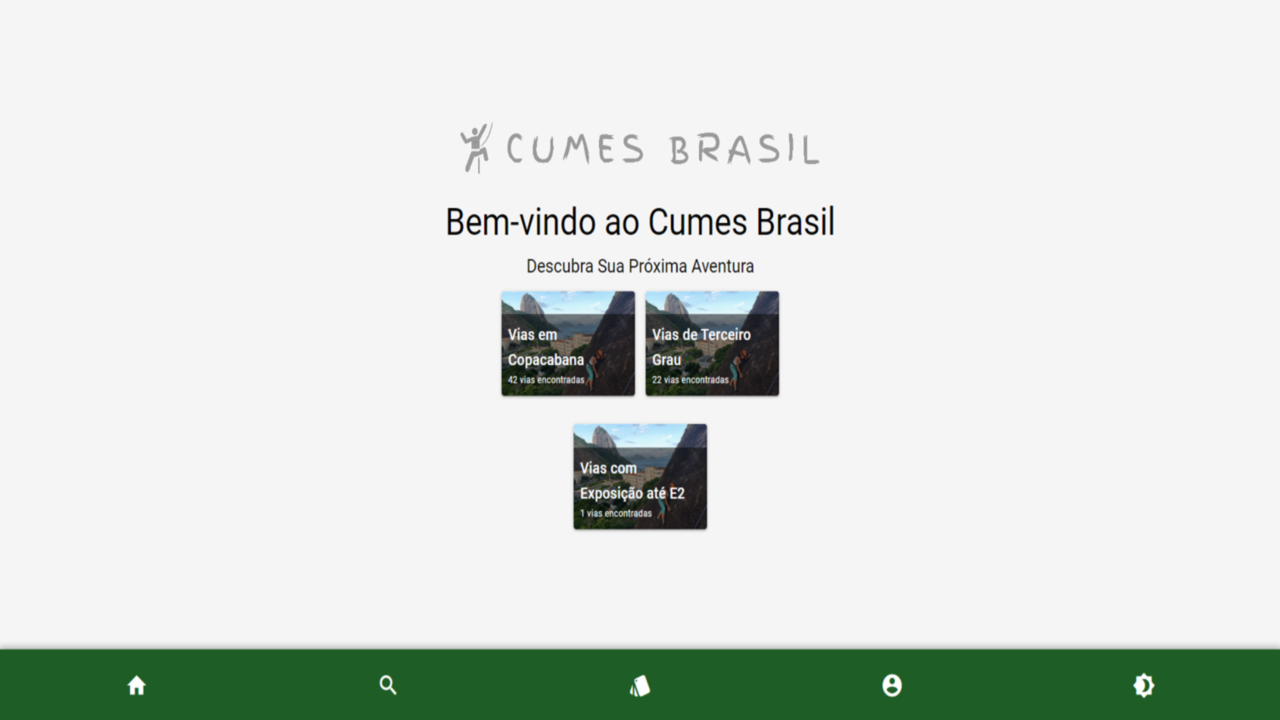 CUMES BRASIL
Bem-vindo ao Cumes Brasil
Descubra Sua Próxima Aventura
Vias em
Copacabana
42 vias encontradas
Vias de Terceiro
Grau
22 vias encontradas
Vias com
Exposição até E2
1 vias encontradas